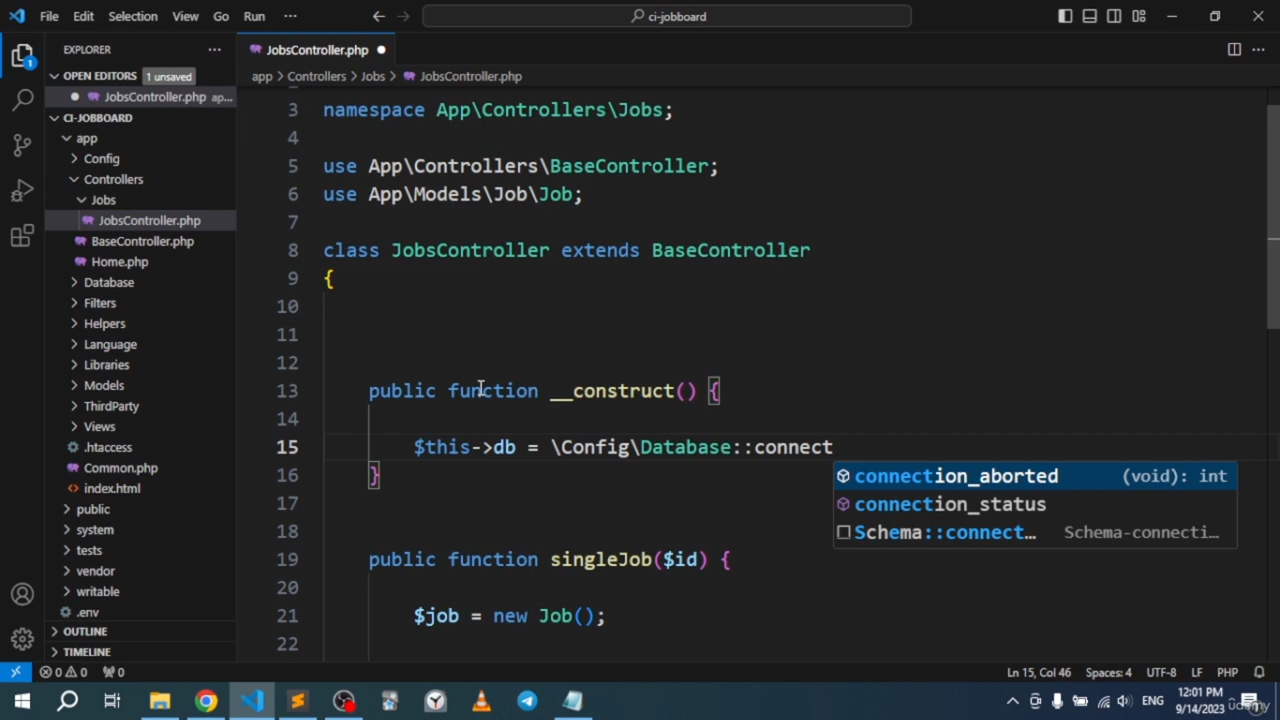 File Edit Selection View Go Run ··· ci-jobboard
EXPLORER ···
JobsController.php
OPEN EDITORS 1 unsaved
app > Controllers > Jobs > JobsController.php
JobsController.php ap...
CI-JOBBOARD
app
Config
Controllers
Jobs
JobsController.php
BaseController.php
Home.php
Database
Filters
Helpers
Language
Libraries
Models
ThirdParty
Views
.htaccess
Common.php
index.html
public
system
tests
vendor
writable
.env
OUTLINE
TIMELINE
3 namespace App\Controllers\Jobs;
4
5 use App\Controllers\BaseController;
6 use App\Models\Job\Job;
7
8 class JobsController extends BaseController
9 {
10
11
12
13 public function __construct() {
14
15 $this->db = \Config\Database::connect
16 }
17
18
19 public function singleJob($id) {
20
21 $job = new Job();
22
connection_aborted (void): int
connection_status
Schema::connect… Schema-connecti…
0 0 0 Ln 15, Col 46 Spaces: 4 UTF-8 LF PHP
ENG 12:01 PM
9/14/2023
udemy